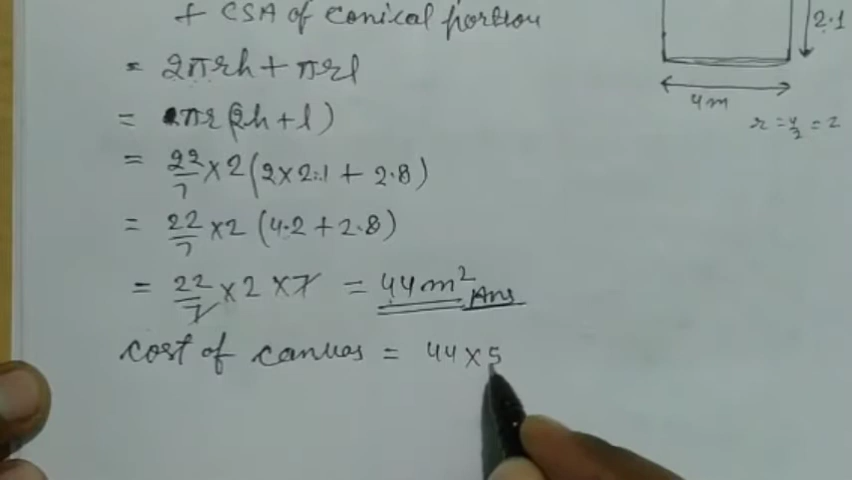 + CSA of conical portion
= 2πrh + πrl
= πr(2h + l)
= 22/7 × 2 (2 × 2.1 + 2.8)
= 22/7 × 2 (4.2 + 2.8)
= 22/7 × 2 × 7 = 44 m² Ans
cost of canvas = 44 × 5
2.1
4m
r = 4/2 = 2